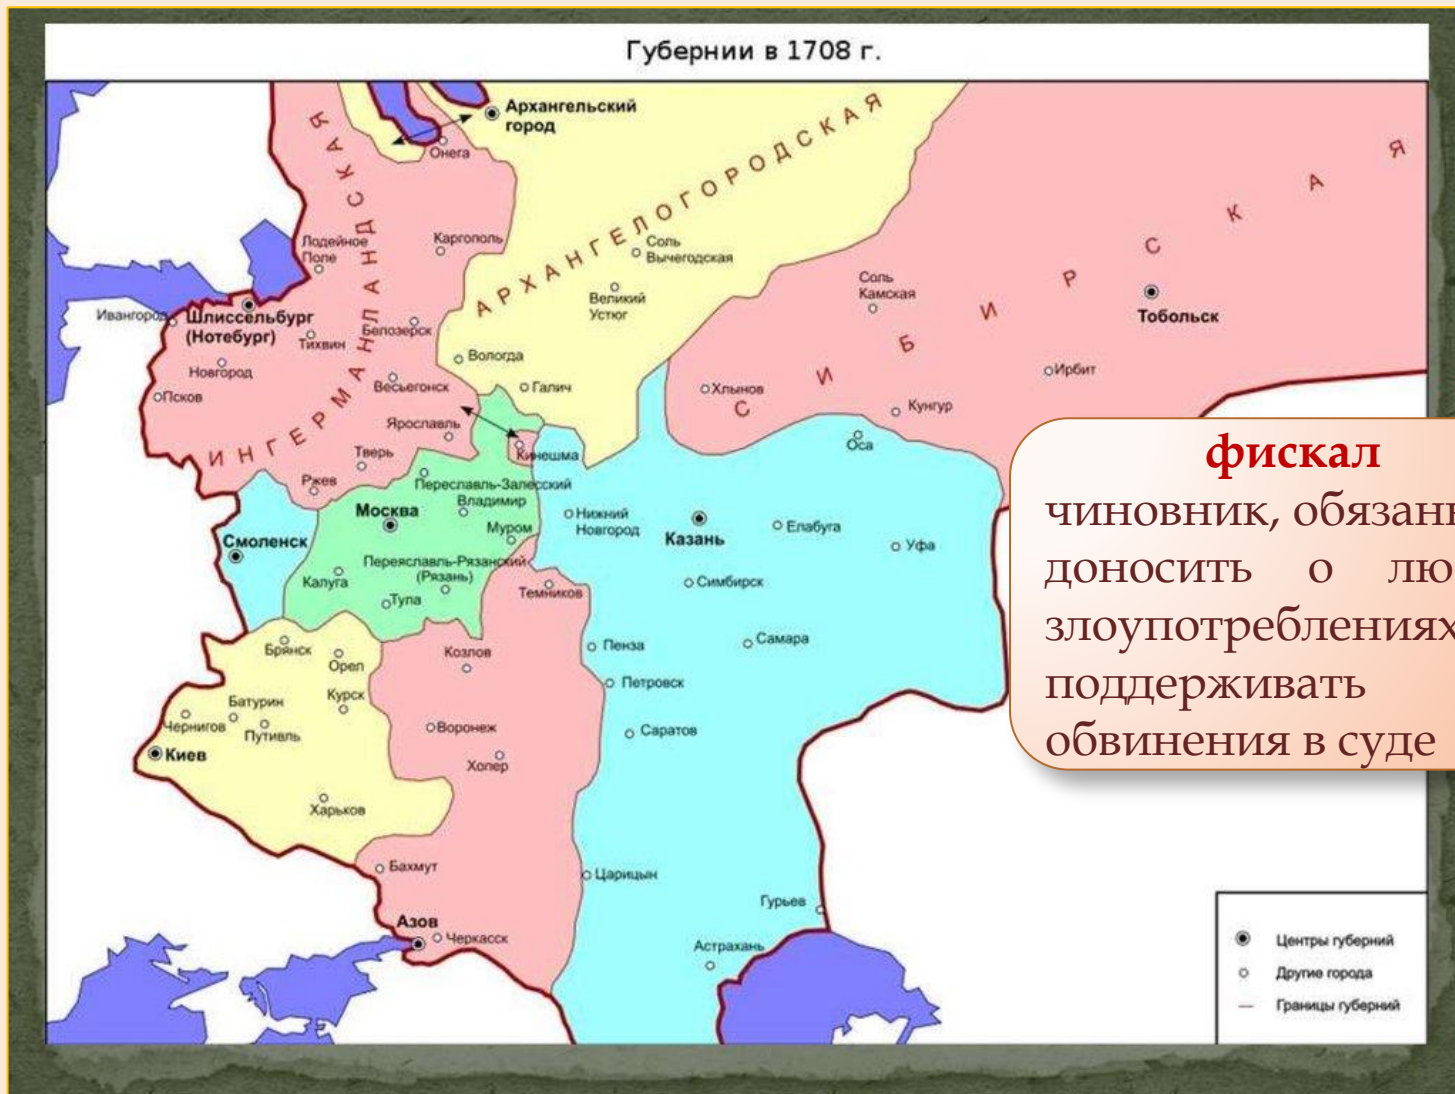 Губернии в 1708 г.
Архангельский
город
Онега
ИНГЕРМАНЛАНДСКАЯ
АРХАНГЕЛОГОРОДСКАЯ
СИБИРСКАЯ
Лодейное
Поле
Каргополь
Соль
Вычегодская
Великий
Устюг
Соль
Камская
Тобольск
Ивангород
Шлиссельбург
(Нотебург)
Тихвин
Белозерск
Вологда
Новгород
Псков
Весьегонск
Галич
Хлынов
Ирбит
Кунгур
Ярославль
Кинешма
Оса
Тверь
Ржев
Переславль-Залесский
Владимир
Москва
Муром
Нижний
Новгород
Казань
Елабуга
Уфа
Смоленск
Калуга
Переяславль-Рязанский
(Рязань)
Тула
Темников
Симбирск
Брянск
Орел
Козлов
Пенза
Самара
Петровск
Батурин
Курск
Чернигов
Путивль
Воронеж
Саратов
Киев
Хопер
Харьков
Бахмут
Царицын
Гурьев
Азов
Черкасск
Астрахань
фискал
чиновник,
доносить о
злоупотреблениях
поддерживать
обвинения в суде
Центры губерний
Другие города
Границы губерний